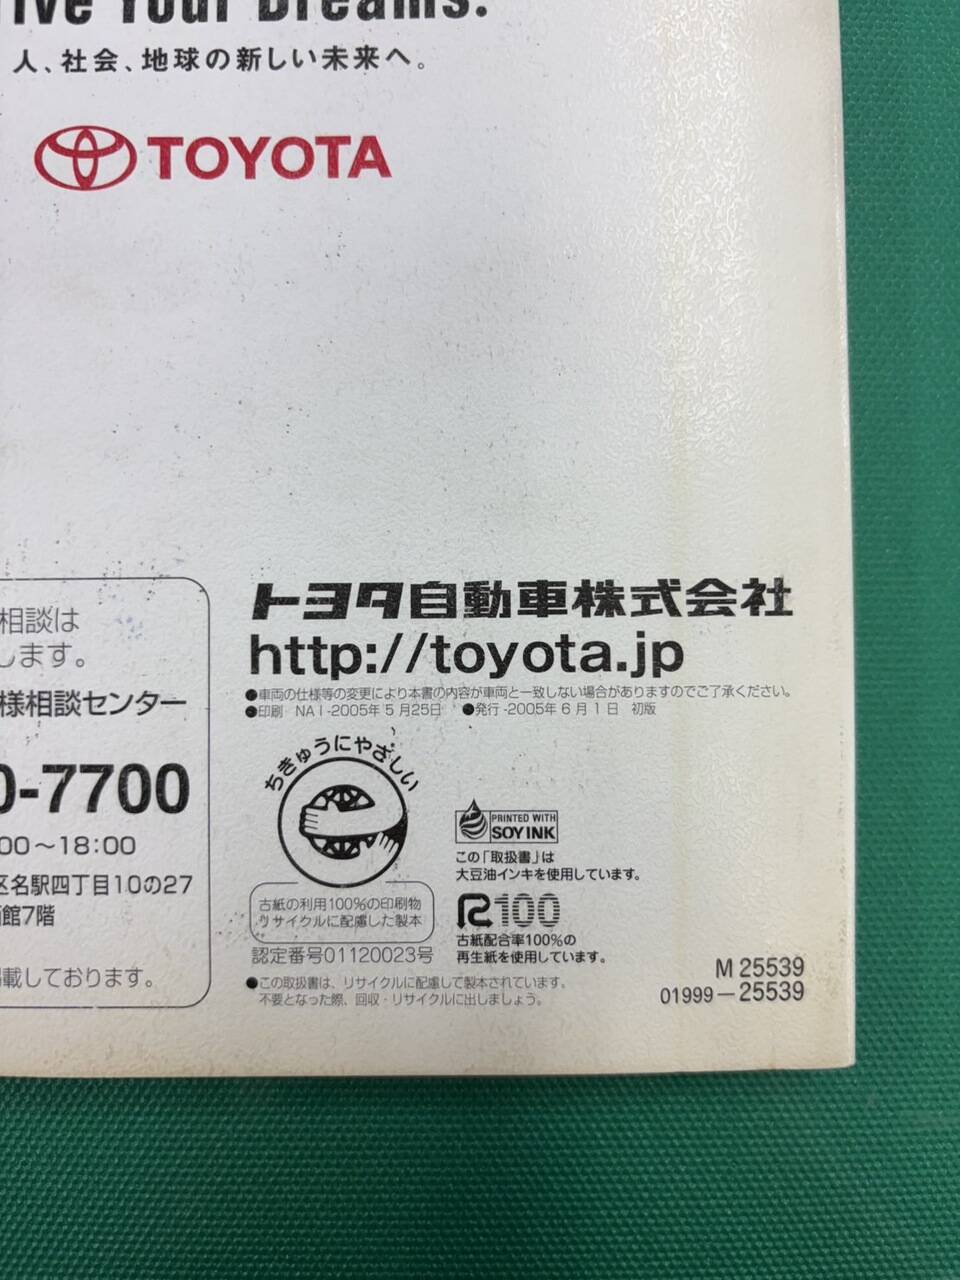 ive Your Dreams.
人、社会、地球の新しい未来へ。
TOYOTA
相談は
します。
様相談センター
0-7700
00～18:00
区名駅四丁目10の27
館7階
掲載しております。
トヨタ自動車株式会社
http://toyota.jp
●車両の仕様等の変更により本書の内容が車両と一致しない場合がありますのでご了承ください。
●印刷 NAI-2005年5月25日 ●発行-2005年6月1日 初版
ちきゅうにやさしい
古紙の利用100%の印刷物
リサイクルに配慮した製本
認定番号01120023号
PRINTED WITH
SOY INK
この「取扱書」は
大豆油インキを使用しています。
R100
古紙配合率100%の
再生紙を使用しています。
●この取扱書は、リサイクルに配慮して製本されています。
不要となった際、回収・リサイクルに出しましょう。
M 25539
01999－25539